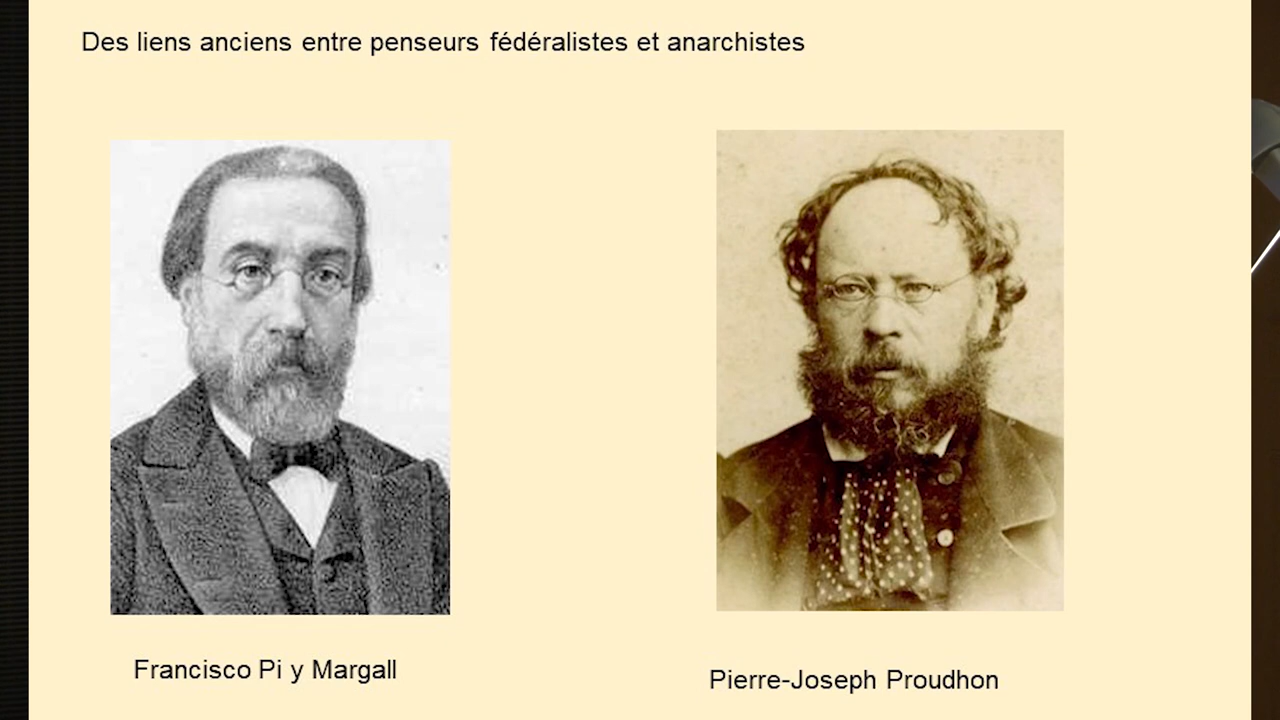 Des liens anciens entre penseurs fédéralistes et anarchistes
Francisco Pi y Margall
Pierre-Joseph Proudhon